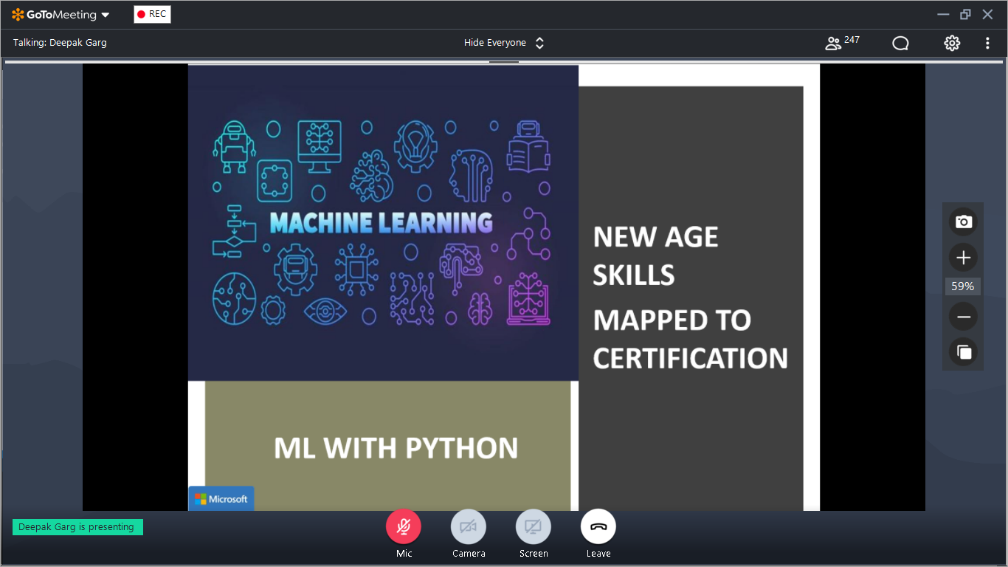 GoToMeeting
REC
Talking: Deepak Garg
Hide Everyone
247
MACHINE LEARNING
NEW AGE
SKILLS
MAPPED TO
CERTIFICATION
59%
ML WITH PYTHON
Microsoft
Deepak Garg is presenting
Mic
Camera
Screen
Leave